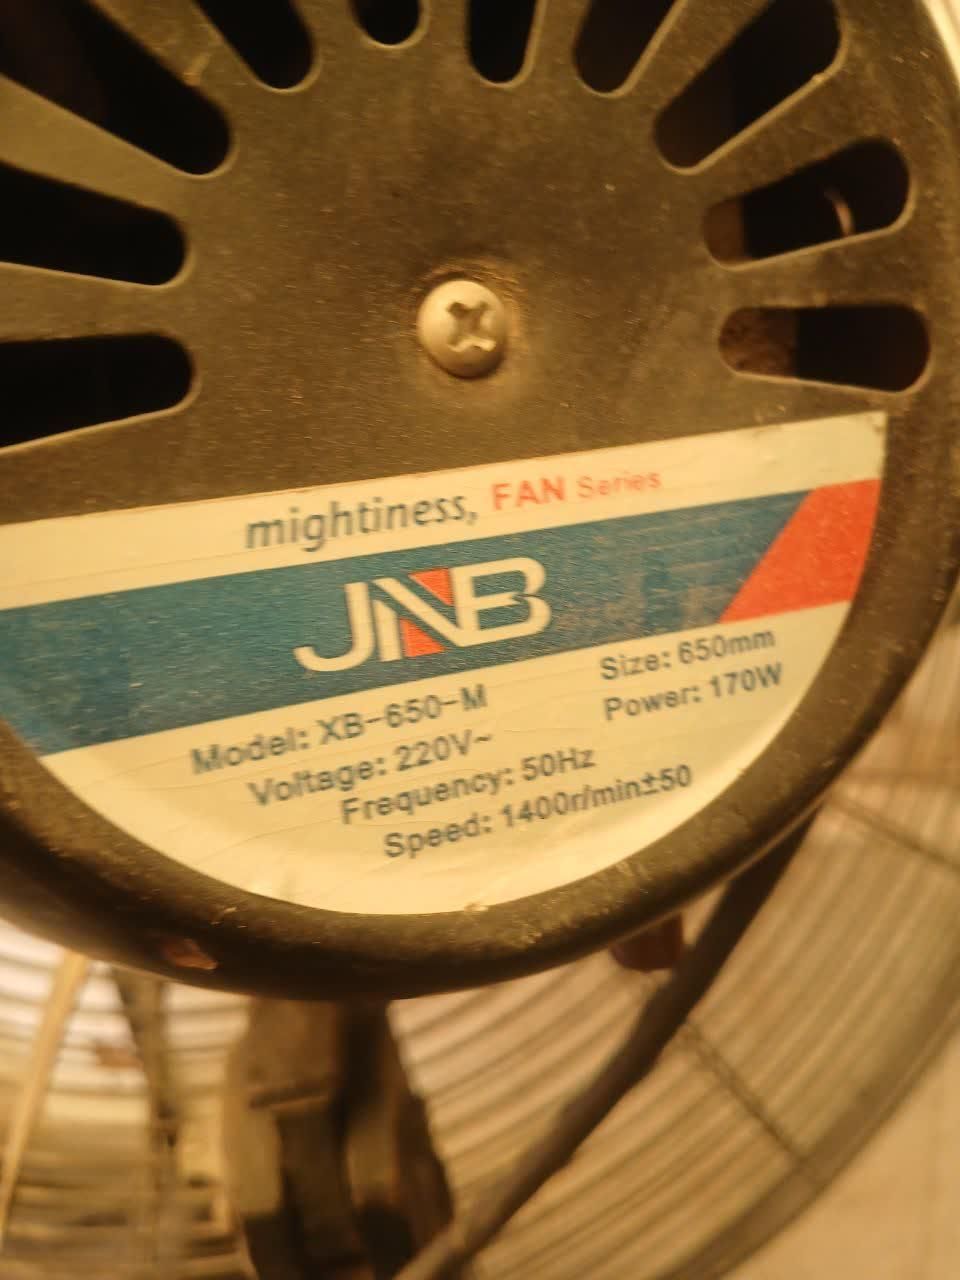 mightiness, FAN Series
JNB
Model: XB-650-M
Size: 650mm
Voltage: 220V~
Power: 170W
Frequency: 50Hz
Speed: 1400r/min±50